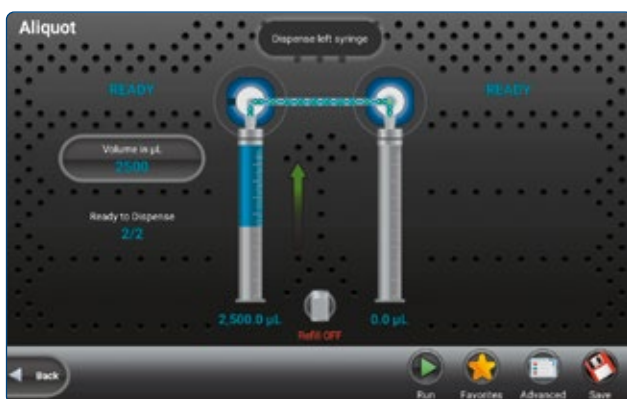 Aliquot
Dispense left syringe
READY
READY
Volume in µL
2500
Ready to Dispense
2/2
2,500.0 µL
0.0 µL
Refill OFF
Back
Run
Favorites
Advanced
Save